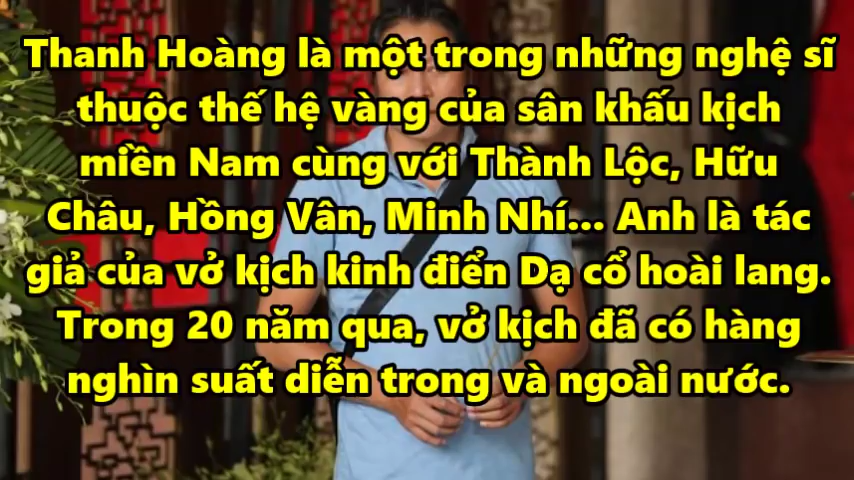 Thanh Hoàng là một trong những nghệ sĩ
thuộc thế hệ vàng của sân khấu kịch
miền Nam cùng với Thành Lộc, Hữu
Châu, Hồng Vân, Minh Nhí... Anh là tác
giả của vở kịch kinh điển Dạ cổ hoài lang.
Trong 20 năm qua, vở kịch đã có hàng
nghìn suất diễn trong và ngoài nước.